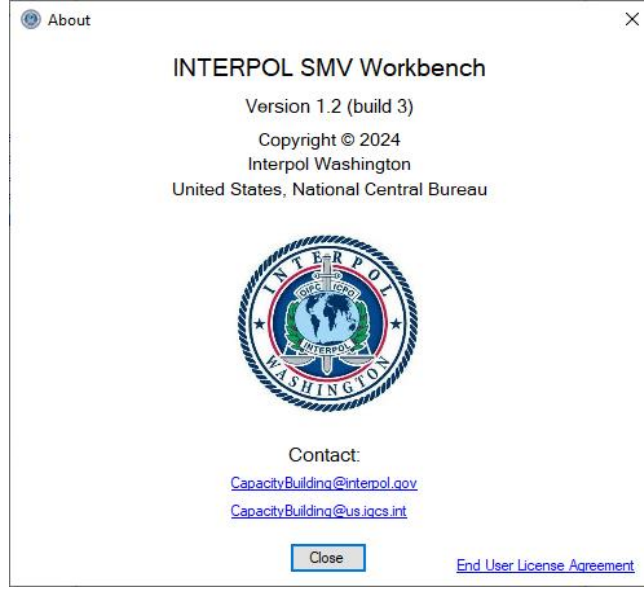 About
INTERPOL SMV Workbench
Version 1.2 (build 3)
Copyright © 2024
Interpol Washington
United States, National Central Bureau
INTERPOL
OIPC ICPO
INTERPOL
WASHINGTON
Contact:
CapacityBuilding@interpol.gov
CapacityBuilding@us.igcs.int
Close
End User License Agreement